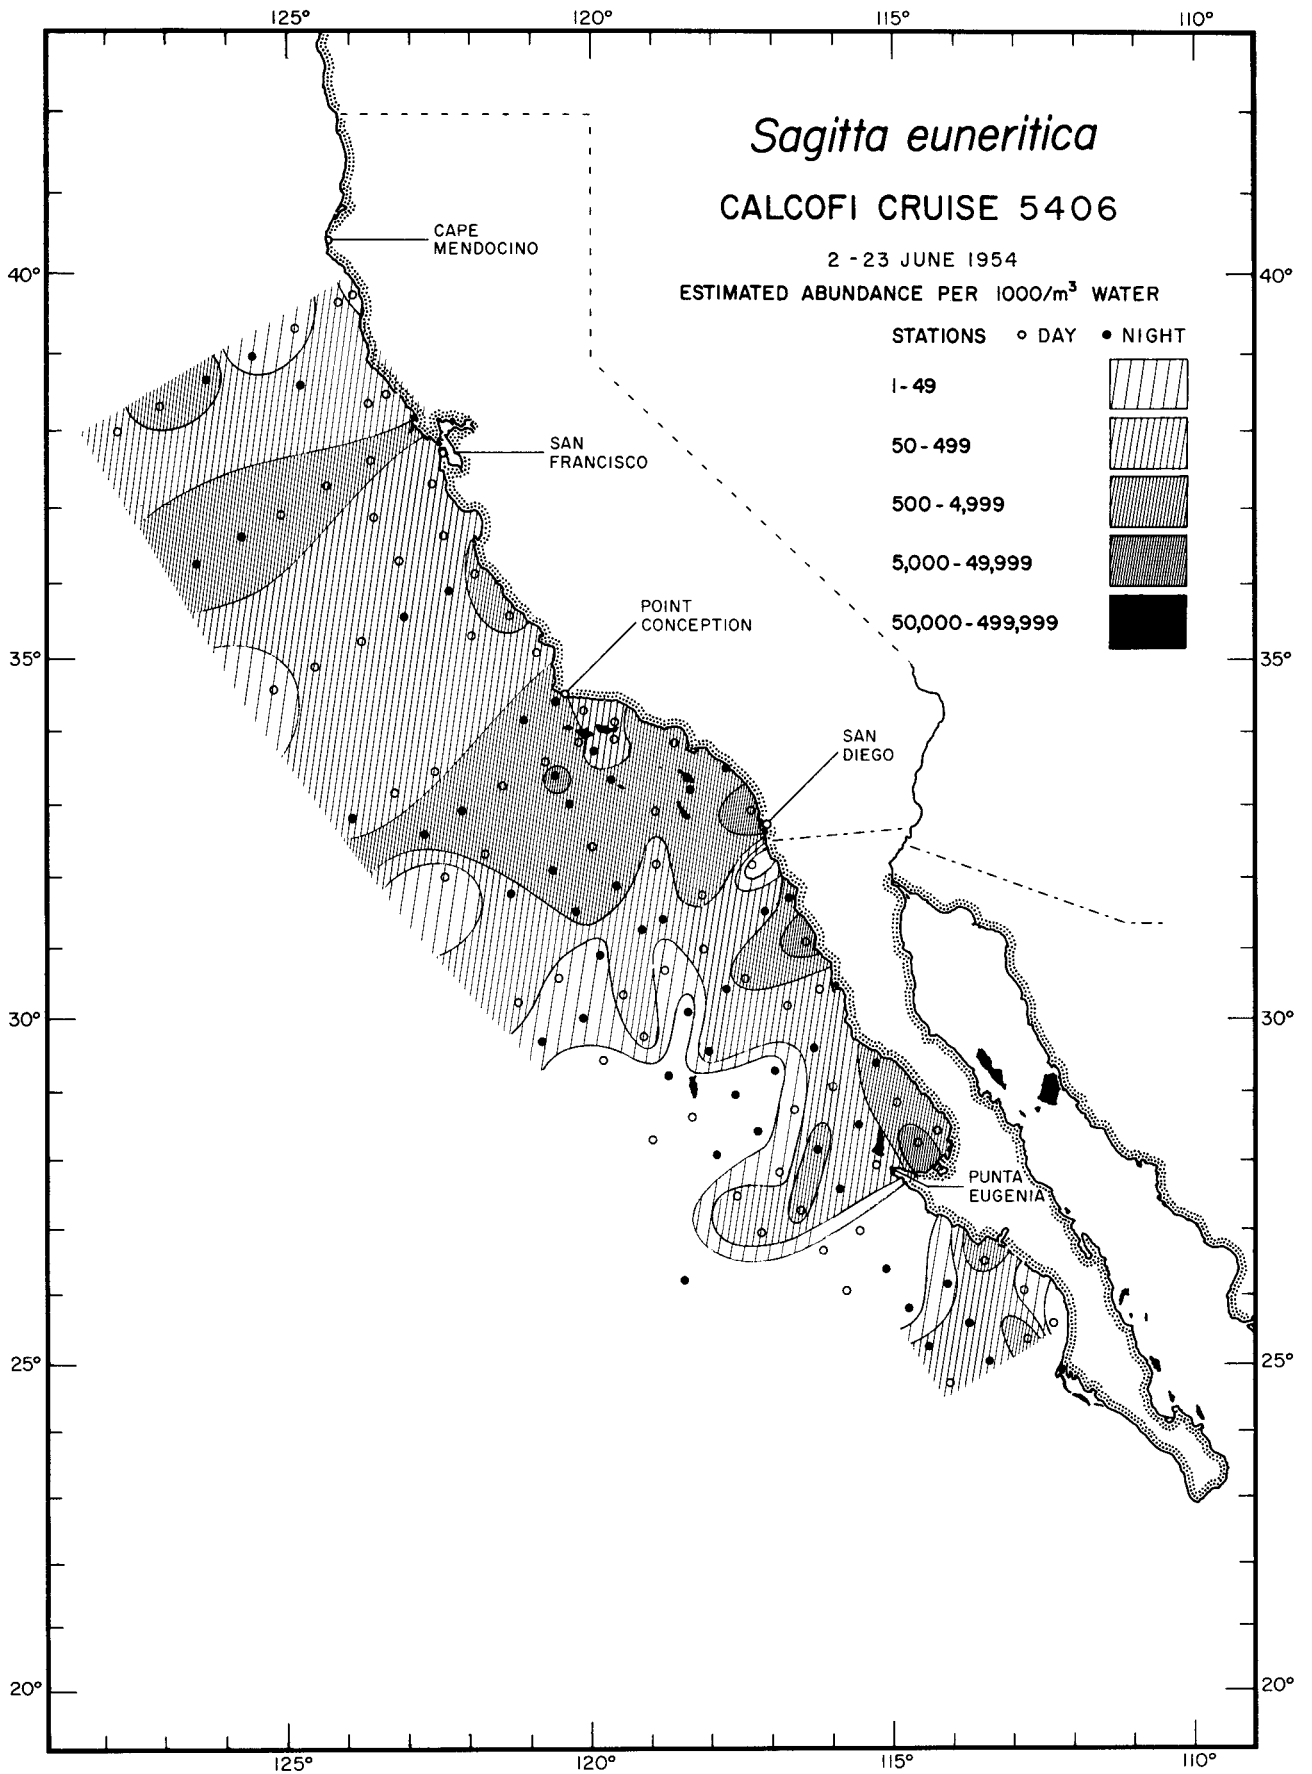 125° 120° 115° 110°
Sagitta euneritica
CALCOFI CRUISE 5406
2-23 JUNE 1954
ESTIMATED ABUNDANCE PER 1000/m³ WATER
STATIONS ○ DAY ● NIGHT
1-49
50-499
500-4,999
5,000-49,999
50,000-499,999
CAPE
MENDOCINO
40° 40°
SAN
FRANCISCO
POINT
CONCEPTION
35° 35°
SAN
DIEGO
30° 30°
PUNTA
EUGENIA
25° 25°
20° 20°
125° 120° 115° 110°